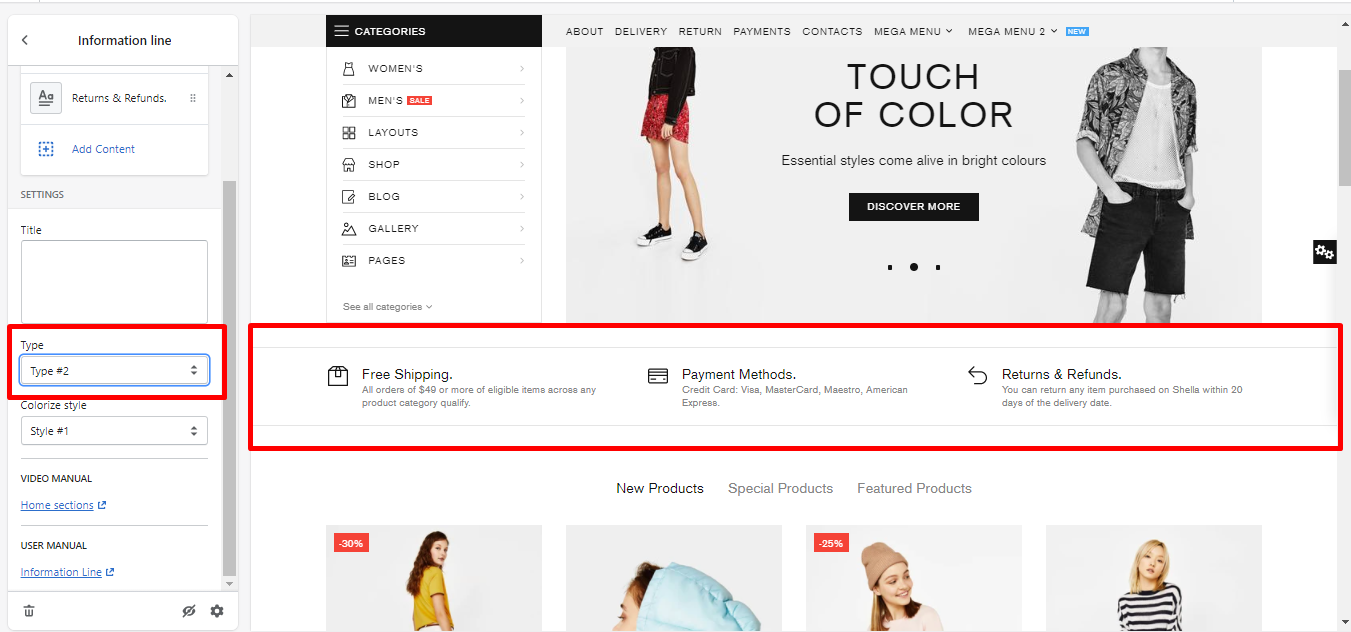 Information line
Aa
Returns & Refunds.
Add Content
SETTINGS
Title
Type
Type #2
Colorize style
Style #1
VIDEO MANUAL
Home sections
USER MANUAL
Information Line
CATEGORIES
ABOUT DELIVERY RETURN PAYMENTS CONTACTS MEGA MENU MEGA MENU 2 NEW
WOMEN'S
MEN'S SALE
LAYOUTS
SHOP
BLOG
GALLERY
PAGES
See all categories
TOUCH
OF COLOR
Essential styles come alive in bright colours
DISCOVER MORE
Free Shipping.
All orders of $49 or more of eligible items across any
product category qualify.
Payment Methods.
Credit Card: Visa, MasterCard, Maestro, American
Express.
Returns & Refunds.
You can return any item purchased on Shella within 20
days of the delivery date.
New Products Special Products Featured Products
-30%
-25%